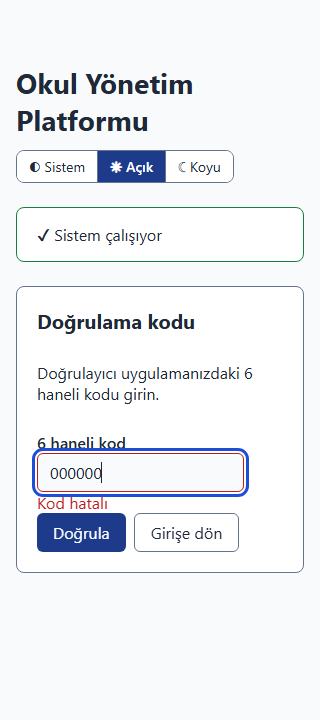 Okul Yönetim
Platformu
Sistem Açık Koyu
✓ Sistem çalışıyor
Doğrulama kodu
Doğrulayıcı uygulamanızdaki 6
haneli kodu girin.
6 haneli kod
000000
Kod hatalı
Doğrula Girişe dön